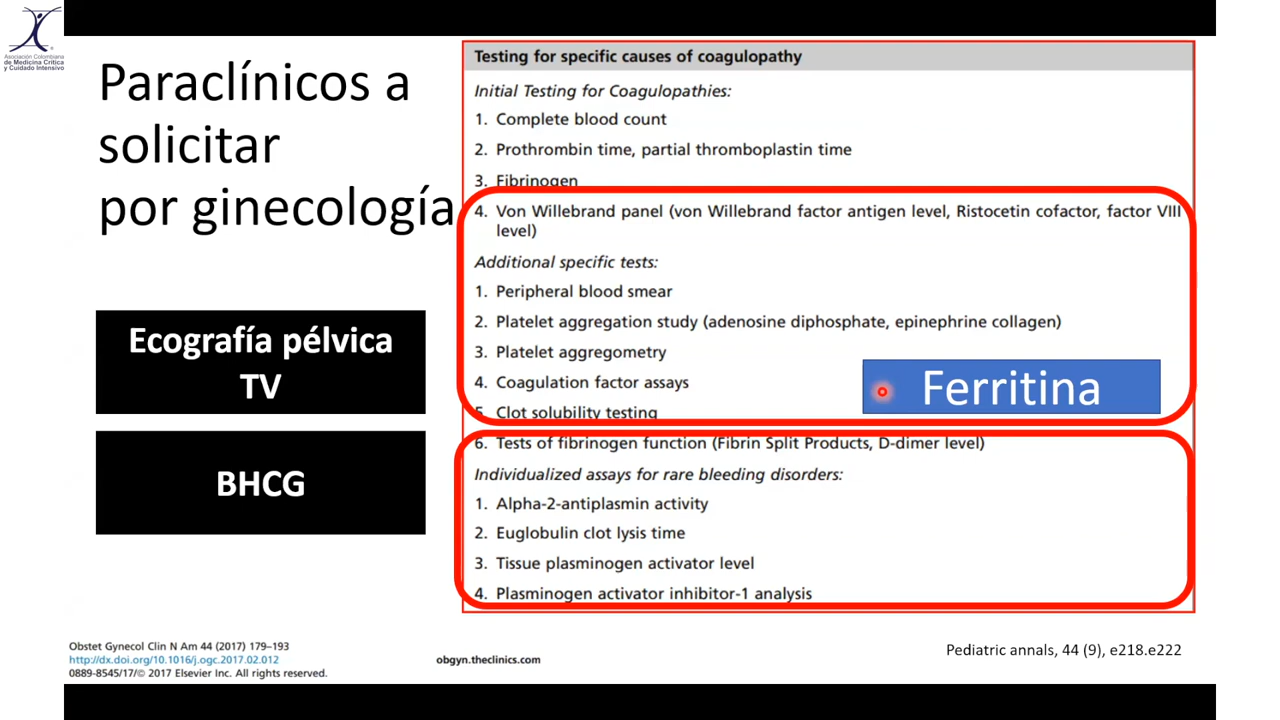 Asociación Colombiana
de Medicina Crítica
y Cuidado Intensivo
Paraclínicos a
solicitar
por ginecología
Ecografía pélvica
TV
BHCG
Testing for specific causes of coagulopathy
Initial Testing for Coagulopathies:
1. Complete blood count
2. Prothrombin time, partial thromboplastin time
3. Fibrinogen
4. Von Willebrand panel (von Willebrand factor antigen level, Ristocetin cofactor, factor VIII
level)
Additional specific tests:
1. Peripheral blood smear
2. Platelet aggregation study (adenosine diphosphate, epinephrine collagen)
3. Platelet aggregometry
4. Coagulation factor assays
5. Clot solubility testing
Ferritina
6. Tests of fibrinogen function (Fibrin Split Products, D-dimer level)
Individualized assays for rare bleeding disorders:
1. Alpha-2-antiplasmin activity
2. Euglobulin clot lysis time
3. Tissue plasminogen activator level
4. Plasminogen activator inhibitor-1 analysis
Obstet Gynecol Clin N Am 44 (2017) 179–193
http://dx.doi.org/10.1016/j.ogc.2017.02.012
0889-8545/17/© 2017 Elsevier Inc. All rights reserved.
obgyn.theclinics.com
Pediatric annals, 44 (9), e218.e222